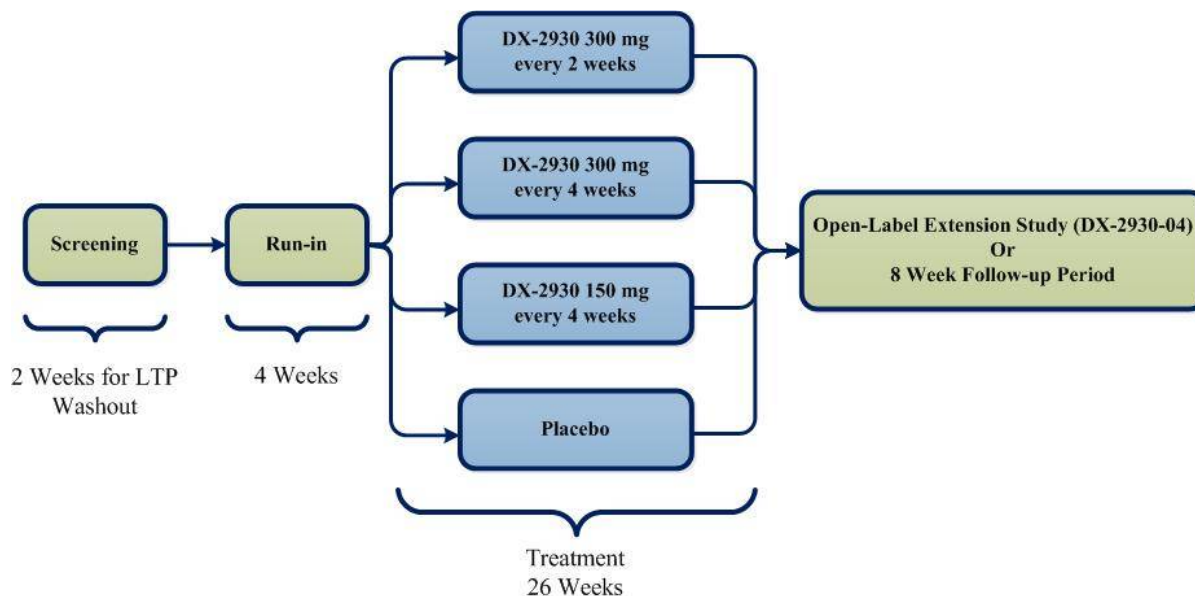 Screening
2 Weeks for LTP
Washout
Run-in
4 Weeks
DX-2930 300 mg
every 2 weeks
DX-2930 300 mg
every 4 weeks
DX-2930 150 mg
every 4 weeks
Placebo
Treatment
26 Weeks
Open-Label Extension Study (DX-2930-04)
Or
8 Week Follow-up Period